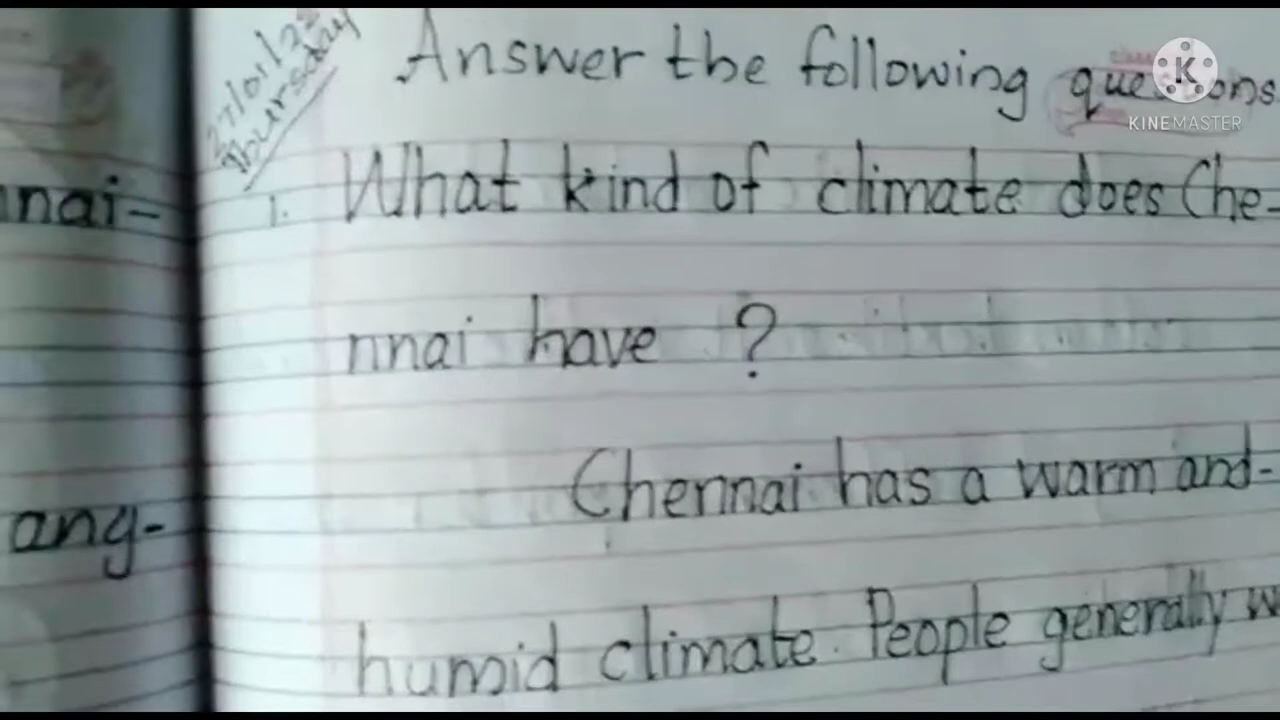 27/01/22
Thursday
Answer the following questions.
1. What kind of climate does Che-
nnai have ?
Chennai has a warm and-
humid climate. People generally w
nnai-
ang-
K
KINEMASTER